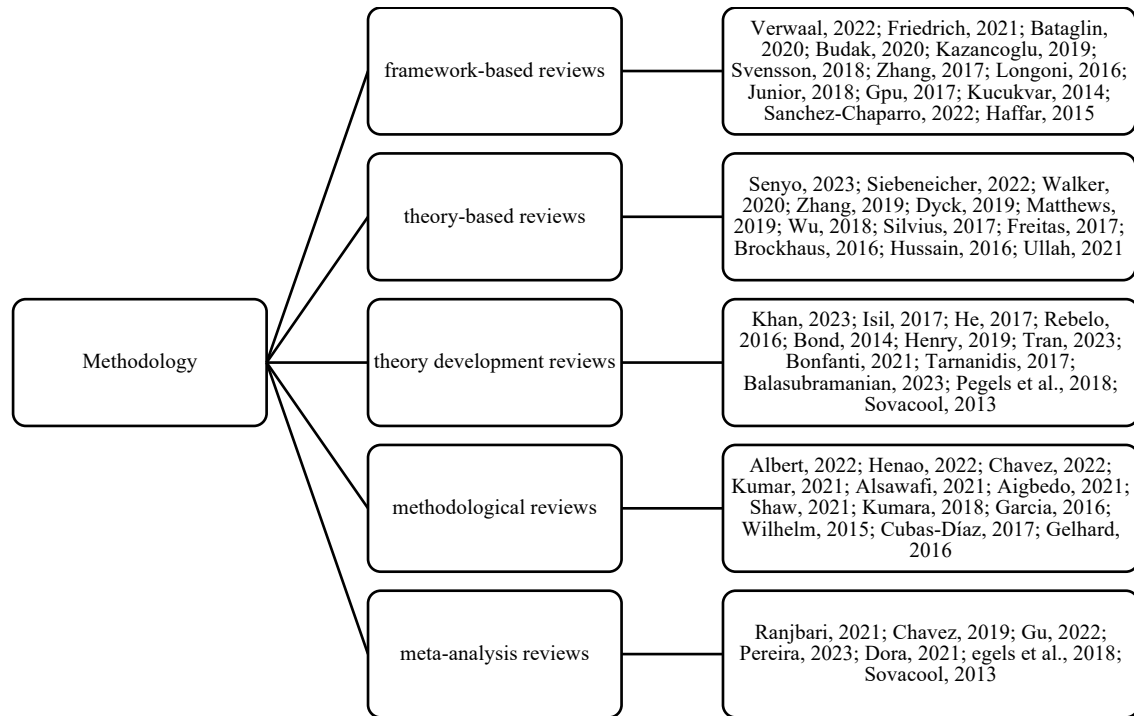 Methodology
framework-based reviews
Verwaal, 2022; Friedrich, 2021; Bataglin,
2020; Budak, 2020; Kazancoglu, 2019;
Svensson, 2018; Zhang, 2017; Longoni, 2016;
Junior, 2018; Gpu, 2017; Kucukvar, 2014;
Sanchez-Chaparro, 2022; Haffar, 2015
theory-based reviews
Senyo, 2023; Siebeneicher, 2022; Walker,
2020; Zhang, 2019; Dyck, 2019; Matthews,
2019; Wu, 2018; Silvius, 2017; Freitas, 2017;
Brockhaus, 2016; Hussain, 2016; Ullah, 2021
theory development reviews
Khan, 2023; Isil, 2017; He, 2017; Rebelo,
2016; Bond, 2014; Henry, 2019; Tran, 2023;
Bonfanti, 2021; Tarnanidis, 2017;
Balasubramanian, 2023; Pegels et al., 2018;
Sovacool, 2013
methodological reviews
Albert, 2022; Henao, 2022; Chavez, 2022;
Kumar, 2021; Alsawafi, 2021; Aigbedo, 2021;
Shaw, 2021; Kumara, 2018; Garcia, 2016;
Wilhelm, 2015; Cubas-Díaz, 2017; Gelhard,
2016
meta-analysis reviews
Ranjbari, 2021; Chavez, 2019; Gu, 2022;
Pereira, 2023; Dora, 2021; egels et al., 2018;
Sovacool, 2013